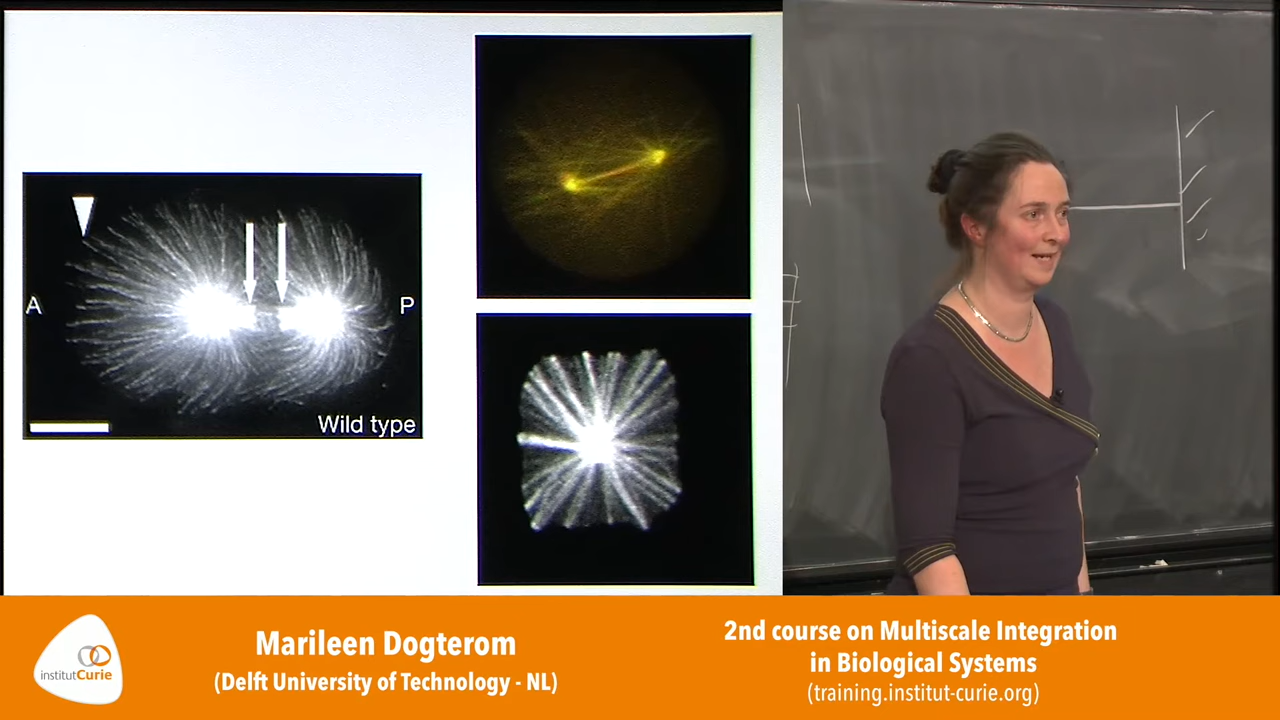 A
P
Wild type
institutCurie
Marileen Dogterom
(Delft University of Technology - NL)
2nd course on Multiscale Integration
in Biological Systems
(training.institut-curie.org)